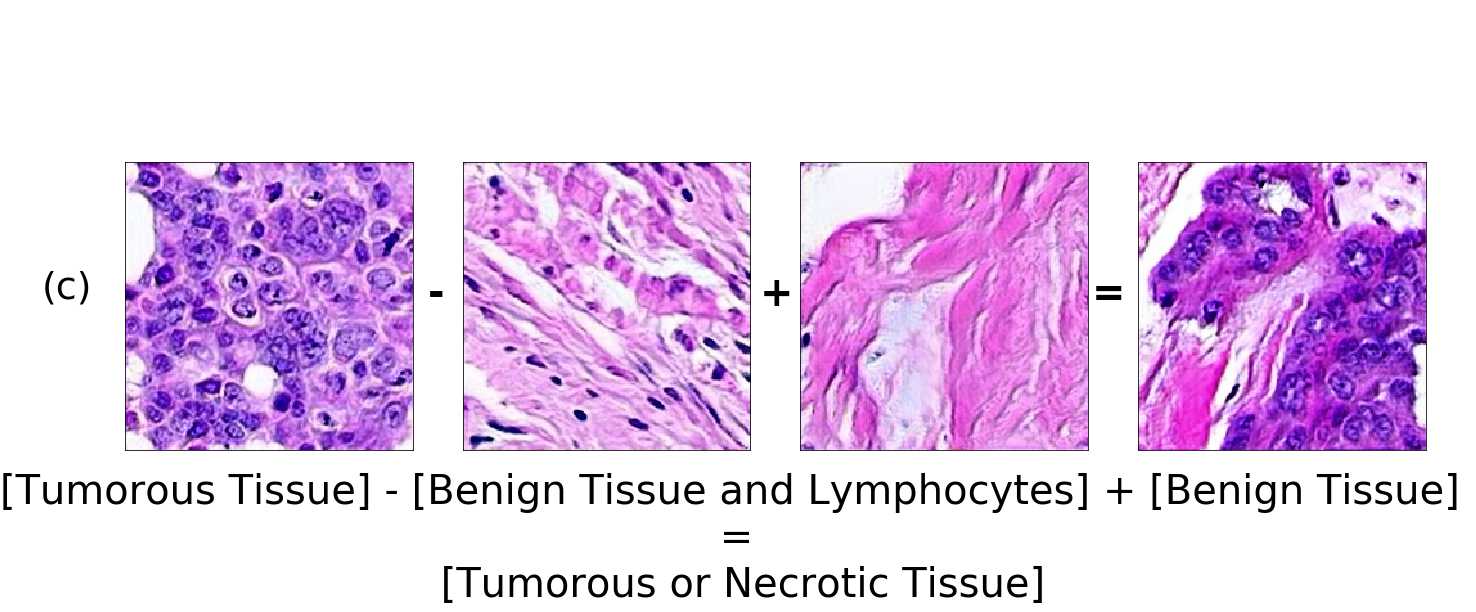 (c) - + =
[Tumorous Tissue] - [Benign Tissue and Lymphocytes] + [Benign Tissue]
=
[Tumorous or Necrotic Tissue]